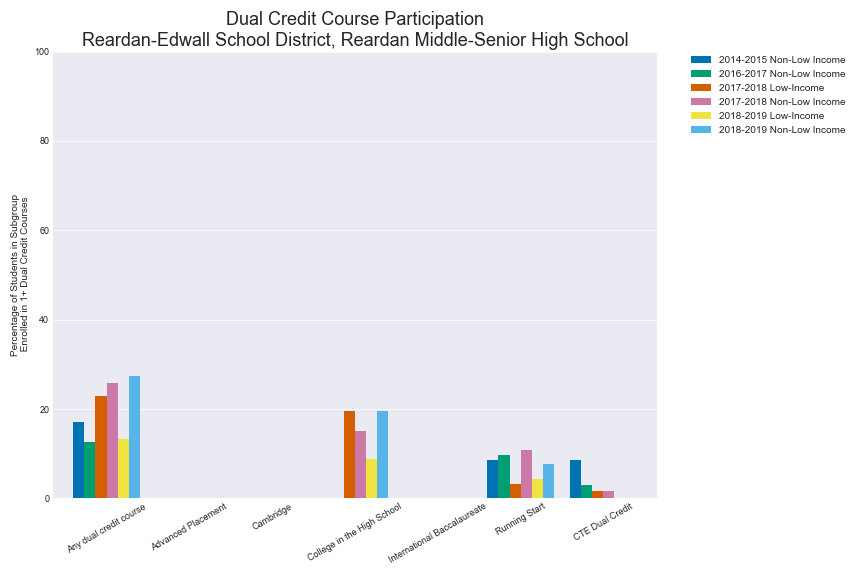 Dual Credit Course Participation
Reardan-Edwall School District, Reardan Middle-Senior High School
Percentage of Students in Subgroup
Enrolled in 1+ Dual Credit Courses
100
80
60
40
20
0
Any dual credit course
Advanced Placement
Cambridge
College in the High School
International Baccalaureate
Running Start
CTE Dual Credit
2014-2015 Non-Low Income
2016-2017 Non-Low Income
2017-2018 Low-Income
2017-2018 Non-Low Income
2018-2019 Low-Income
2018-2019 Non-Low Income